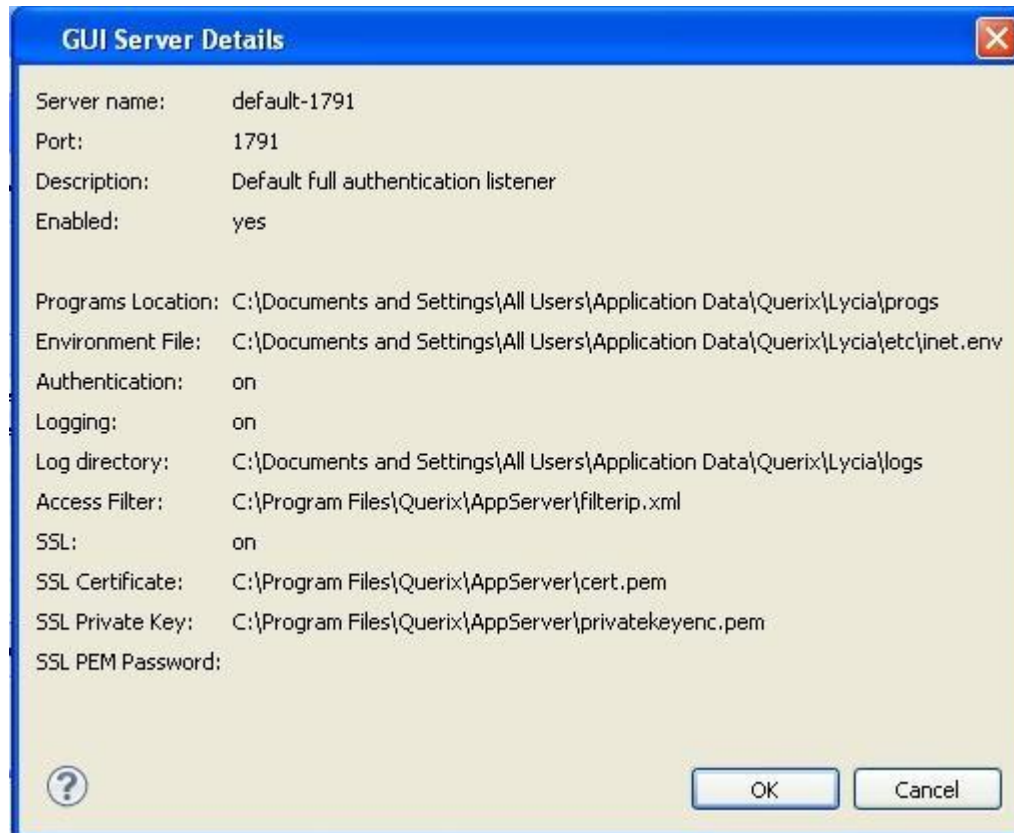 GUI Server Details
Server name: default-1791
Port: 1791
Description: Default full authentication listener
Enabled: yes
Programs Location: C:\Documents and Settings\All Users\Application Data\Querix\Lycia\progs
Environment File: C:\Documents and Settings\All Users\Application Data\Querix\Lycia\etc\inet.env
Authentication: on
Logging: on
Log directory: C:\Documents and Settings\All Users\Application Data\Querix\Lycia\logs
Access Filter: C:\Program Files\Querix\AppServer\filterip.xml
SSL: on
SSL Certificate: C:\Program Files\Querix\AppServer\cert.pem
SSL Private Key: C:\Program Files\Querix\AppServer\privatekeyenc.pem
SSL PEM Password:
? OK Cancel